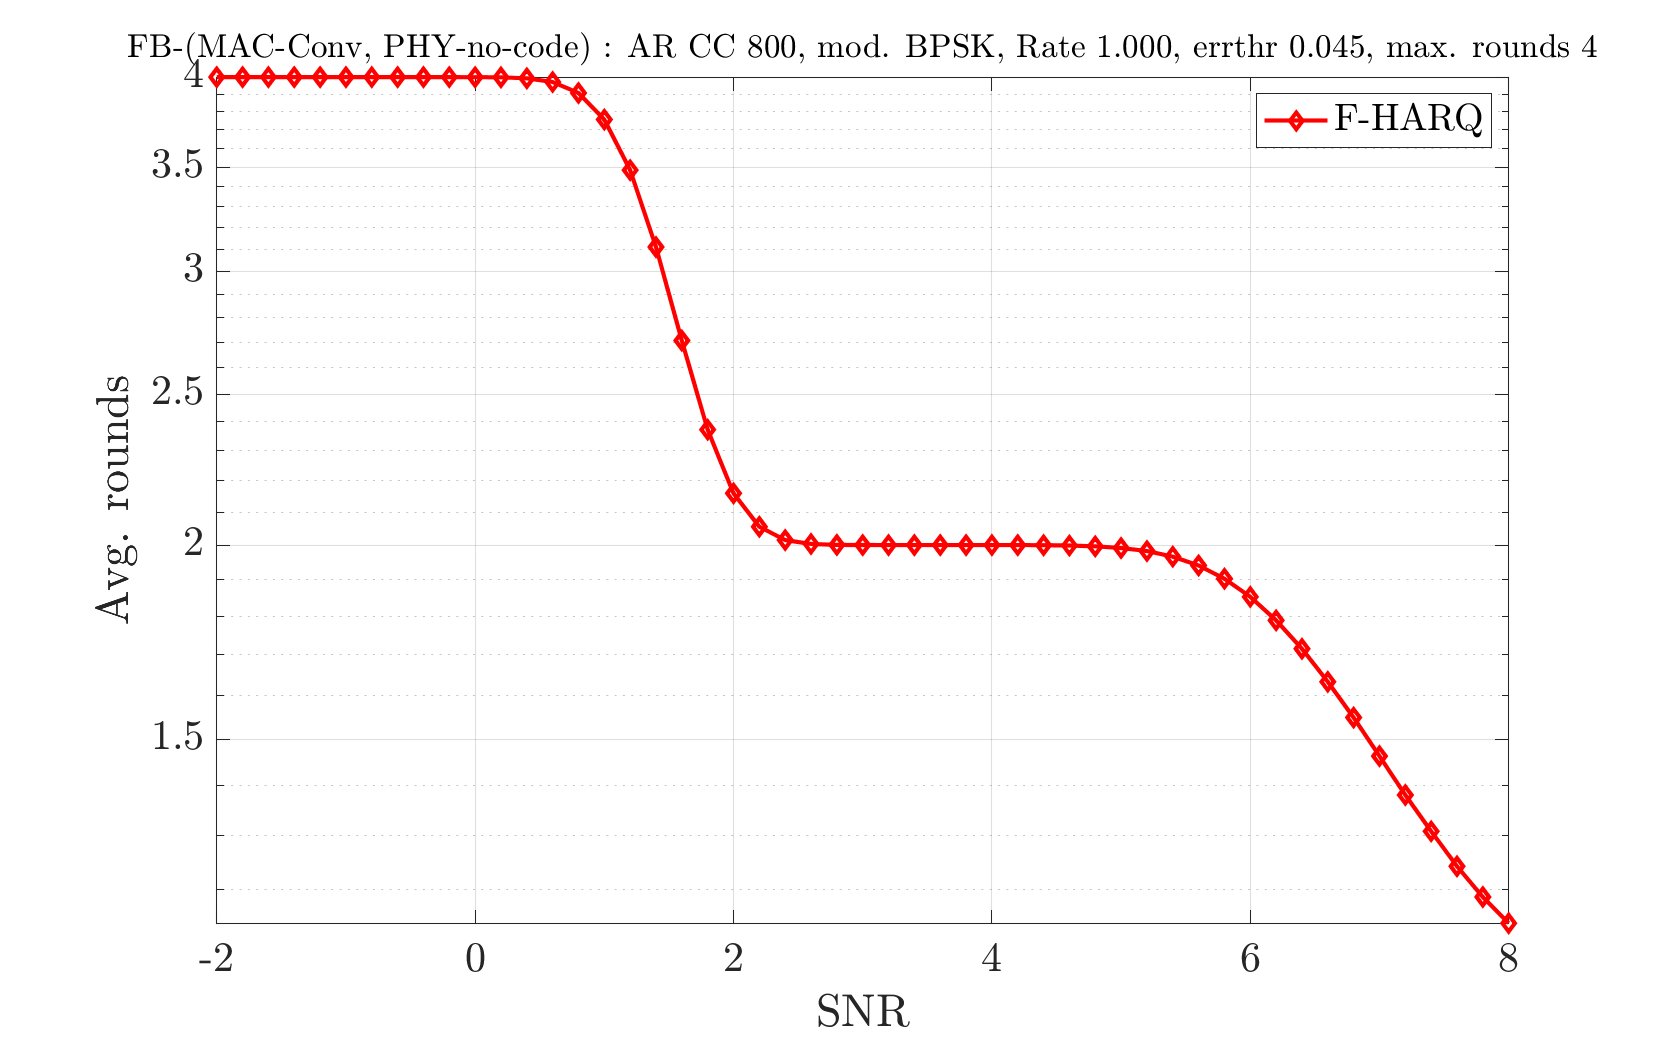 FB-(MAC-Conv, PHY-no-code) : AR CC 800, mod. BPSK, Rate 1.000, errthr 0.045, max. rounds 4
F-HARQ
4
3.5
3
2.5
2
1.5
Avg. rounds
-2 0 2 4 6 8
SNR